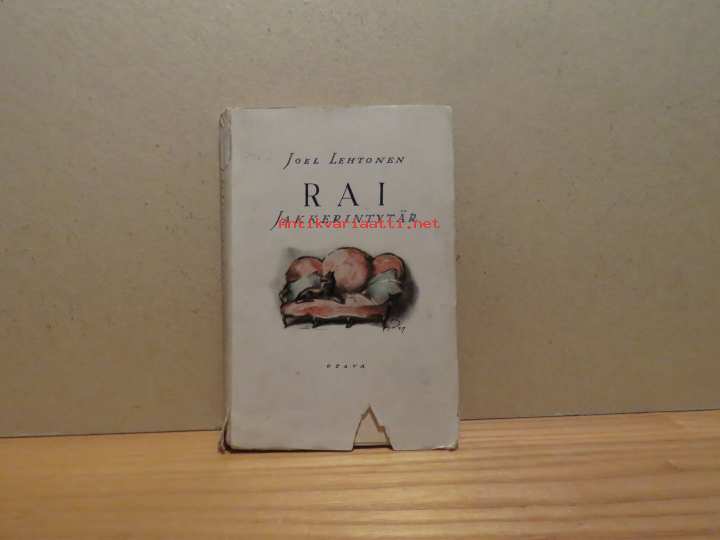 JOEL LEHTONEN
RAI
JAKKERINTYTÄR
Antikvariaatti.net
OTAVA